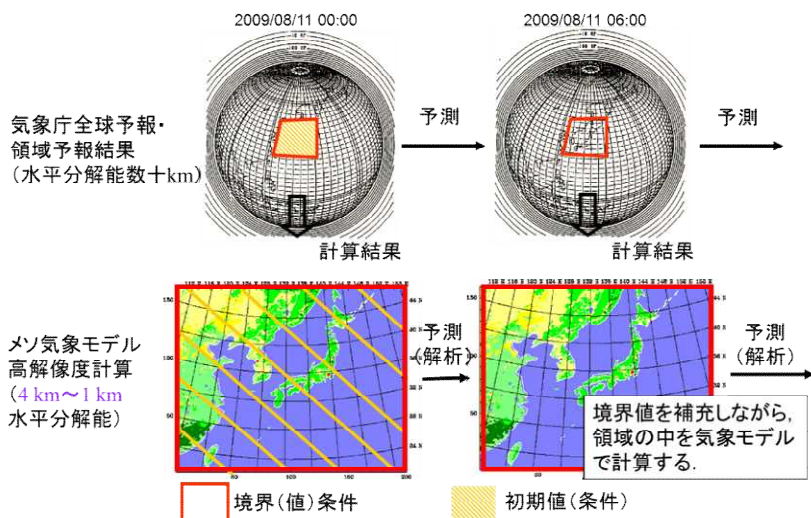 2009/08/11 00:00
2009/08/11 06:00
気象庁全球予報・
領域予報結果
(水平分解能数十km)
予測
予測
計算結果
計算結果
メソ気象モデル
高解像度計算
(4 km～1 km
水平分解能)
予測
(解析)
予測
(解析)
境界値を補充しながら,
領域の中を気象モデル
で計算する.
境界(値)条件
初期値(条件)